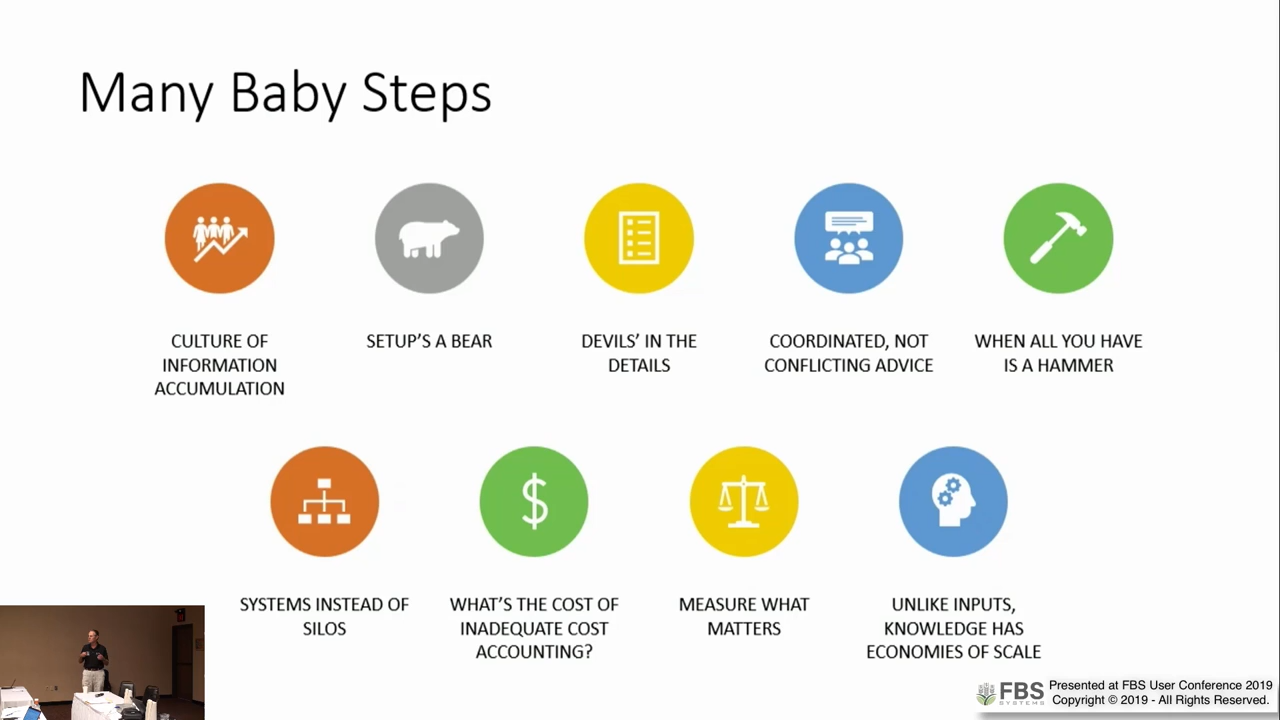 Many Baby Steps
CULTURE OF
INFORMATION
ACCUMULATION
SETUP'S A BEAR
DEVILS' IN THE
DETAILS
COORDINATED, NOT
CONFLICTING ADVICE
WHEN ALL YOU HAVE
IS A HAMMER
SYSTEMS INSTEAD OF
SILOS
WHAT'S THE COST OF
INADEQUATE COST
ACCOUNTING?
MEASURE WHAT
MATTERS
UNLIKE INPUTS,
KNOWLEDGE HAS
ECONOMIES OF SCALE
FBS
SYSTEMS
Presented at FBS User Conference 2019
Copyright © 2019 - All Rights Reserved.